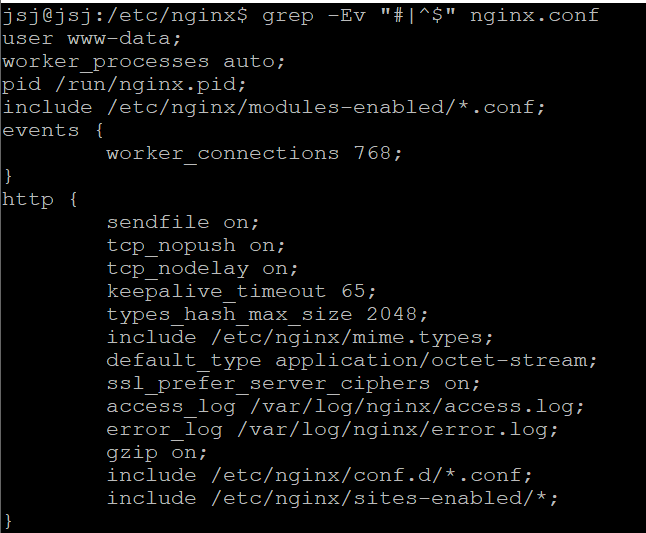 jsj@jsj:/etc/nginx$ grep -Ev "#|^$" nginx.conf
user www-data;
worker_processes auto;
pid /run/nginx.pid;
include /etc/nginx/modules-enabled/*.conf;
events {
        worker_connections 768;
}
http {
        sendfile on;
        tcp_nopush on;
        tcp_nodelay on;
        keepalive_timeout 65;
        types_hash_max_size 2048;
        include /etc/nginx/mime.types;
        default_type application/octet-stream;
        ssl_prefer_server_ciphers on;
        access_log /var/log/nginx/access.log;
        error_log /var/log/nginx/error.log;
        gzip on;
        include /etc/nginx/conf.d/*.conf;
        include /etc/nginx/sites-enabled/*;
}